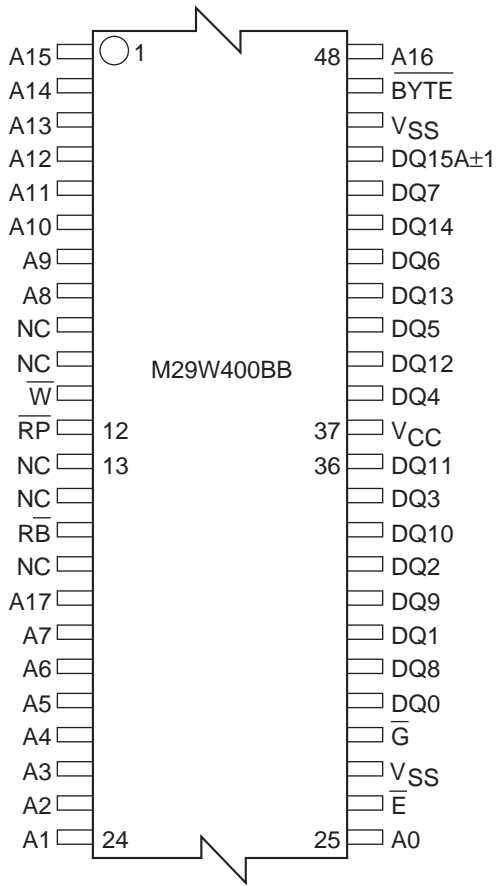 A15 1 48 A16
A14 B̅Y̅T̅E̅
A13 VSS
A12 DQ15A±1
A11 DQ7
A10 DQ14
A9 DQ6
A8 DQ13
NC DQ5
NC DQ12
M29W400BB
W̅ DQ4
R̅P̅ 12 37 VCC
NC 13 36 DQ11
NC DQ3
RB̅ DQ10
NC DQ2
A17 DQ9
A7 DQ1
A6 DQ8
A5 DQ0
A4 G̅
A3 VSS
A2 E̅
A1 24 25 A0